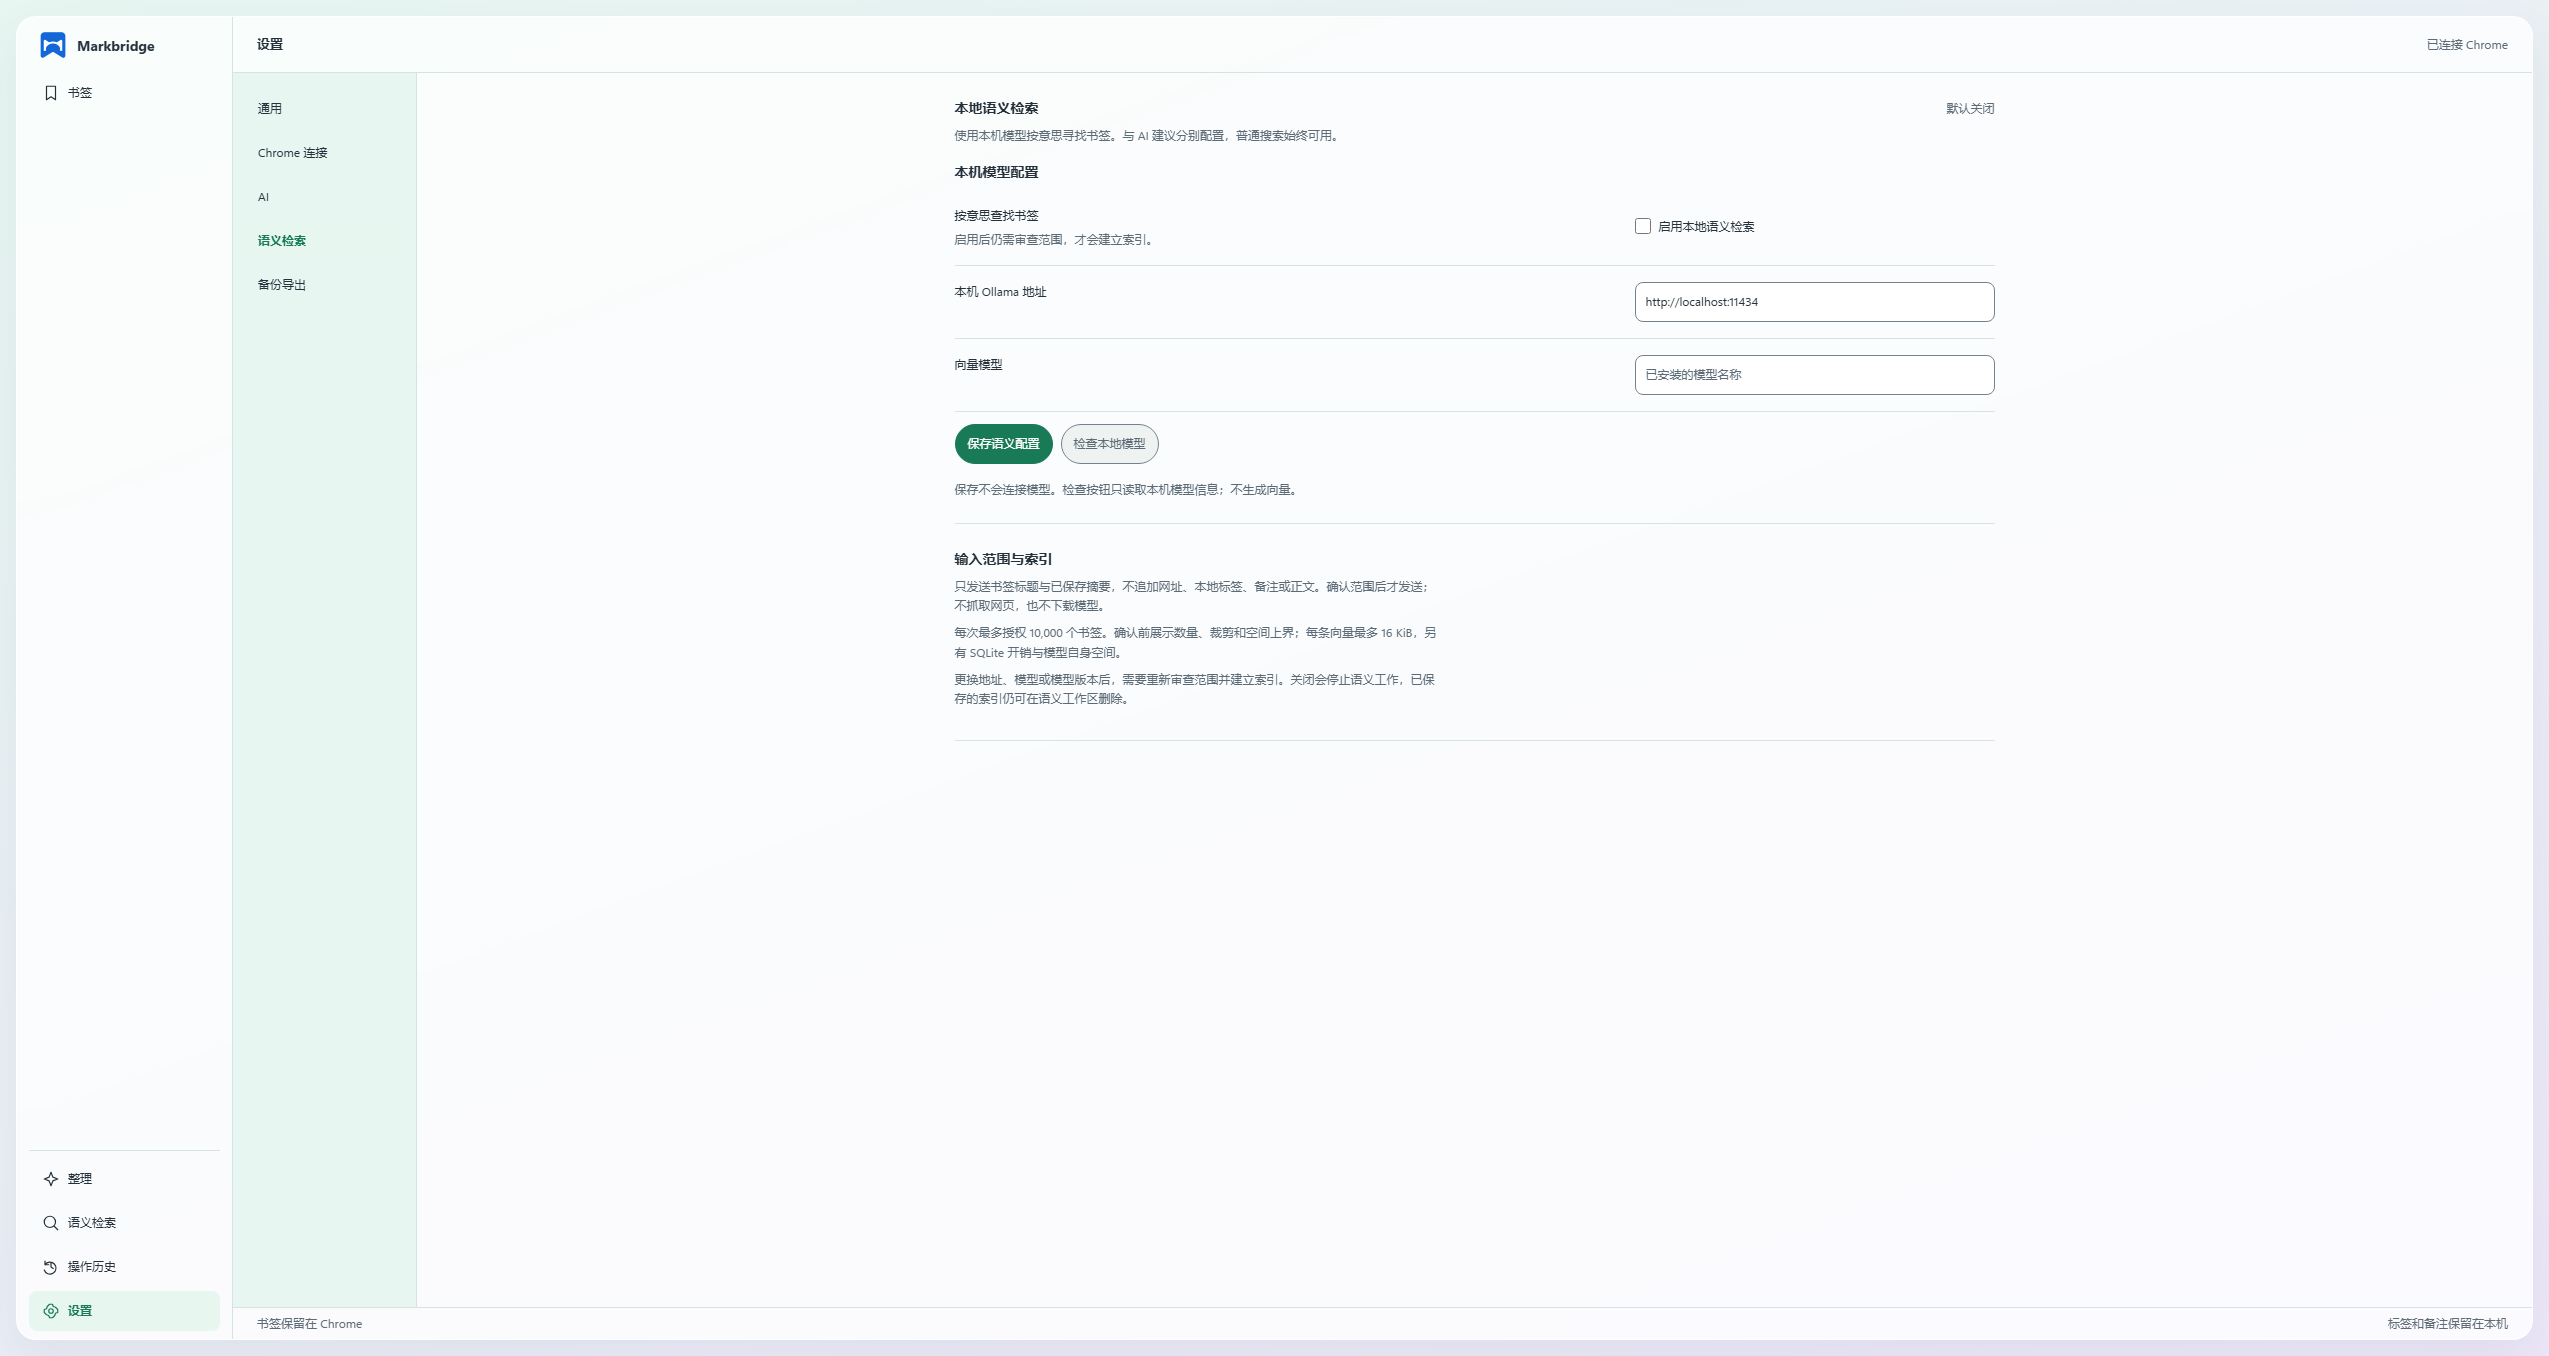 Markbridge
书签
整理
语义检索
操作历史
设置
设置
已连接 Chrome
通用
Chrome 连接
AI
语义检索
备份导出
本地语义检索
默认关闭
使用本机模型按意思寻找书签。与 AI 建议分别配置，普通搜索始终可用。
本机模型配置
按意思查找书签
启用后仍需审查范围，才会建立索引。
启用本地语义检索
本机 Ollama 地址
http://localhost:11434
向量模型
已安装的模型名称
保存语义配置
检查本地模型
保存不会连接模型。检查按钮只读取本机模型信息；不生成向量。
输入范围与索引
只发送书签标题与已保存摘要，不追加网址、本地标签、备注或正文。确认范围后才发送；
不抓取网页，也不下载模型。
每次最多授权 10,000 个书签。确认前展示数量、裁剪和空间上界；每条向量最多 16 KiB，另
有 SQLite 开销与模型自身空间。
更换地址、模型或模型版本后，需要重新审查范围并建立索引。关闭会停止语义工作，已保
存的索引仍可在语义工作区删除。
书签保留在 Chrome
标签和备注保留在本机